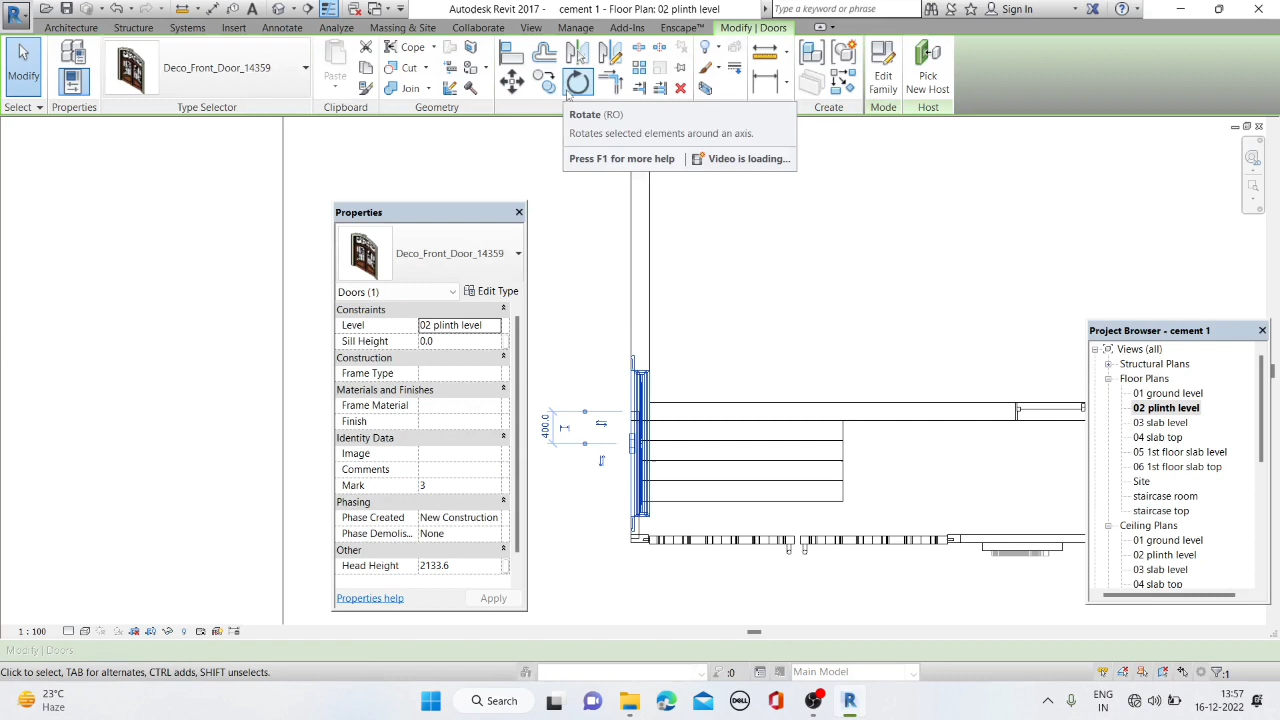 Autodesk Revit 2017 - cement 1 - Floor Plan: 02 plinth level
Type a keyword or phrase
Sign In
Architecture Structure Systems Insert Annotate Analyze Massing & Site Collaborate View Manage Add-Ins Enscape™ Modify | Doors
Modify
Deco_Front_Door_14359
Paste
Cope
Cut
Join
Edit Family
Pick New Host
Select Properties Type Selector Clipboard Geometry Create Mode Host
Rotate (RO)
Rotates selected elements around an axis.
Press F1 for more help
Video is loading...
Properties
Deco_Front_Door_14359
Doors (1)
Edit Type
Constraints
Level 02 plinth level
Sill Height 0.0
Construction
Frame Type
Materials and Finishes
Frame Material
Finish
Identity Data
Image
Comments
Mark 3
Phasing
Phase Created New Construction
Phase Demolis... None
Other
Head Height 2133.6
Properties help
Apply
400.0
Project Browser - cement 1
Views (all)
Structural Plans
Floor Plans
01 ground level
02 plinth level
03 slab level
04 slab top
05 1st floor slab level
06 1st floor slab top
Site
staircase room
staircase top
Ceiling Plans
01 ground level
02 plinth level
03 slab level
04 slab top
1 : 100
Modify | Doors
Click to select, TAB for alternates, CTRL adds, SHIFT unselects.
:0
Main Model
:1
23°C
Haze
Search
ENG
IN
13:57
16-12-2022